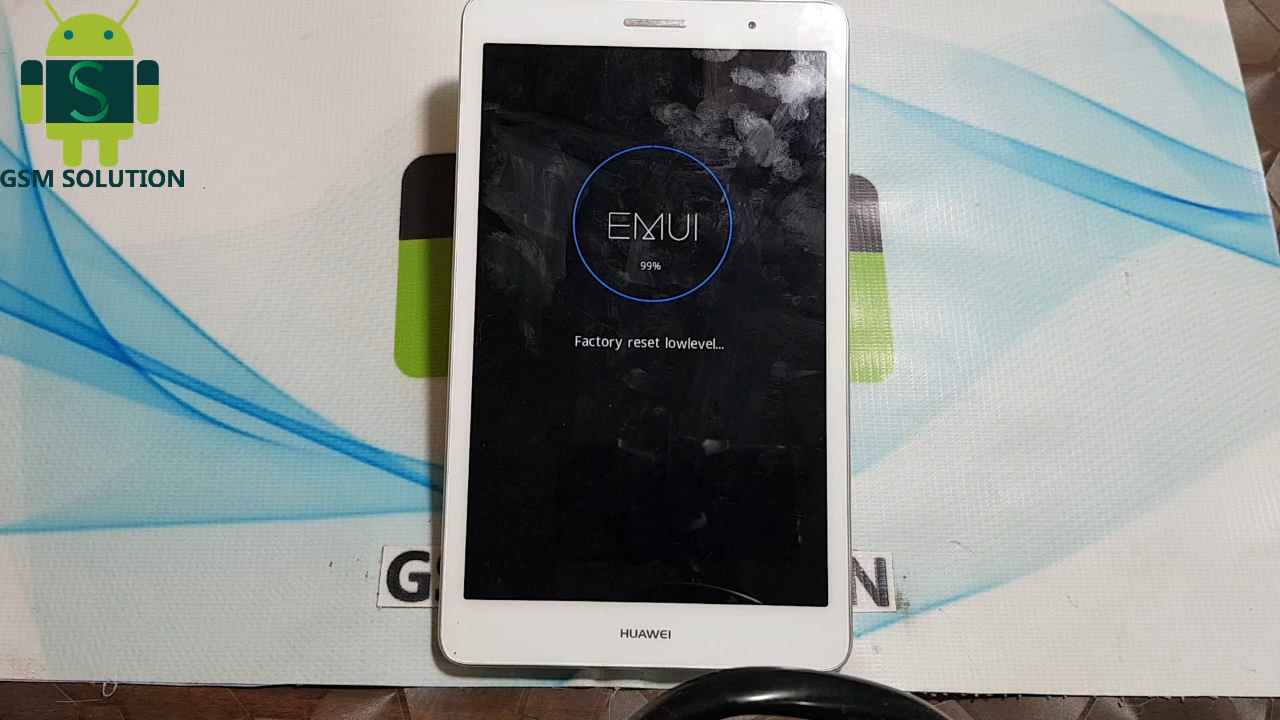 S
GSM SOLUTION
EMUI
99%
Factory reset lowlevel...
G
N
HUAWEI